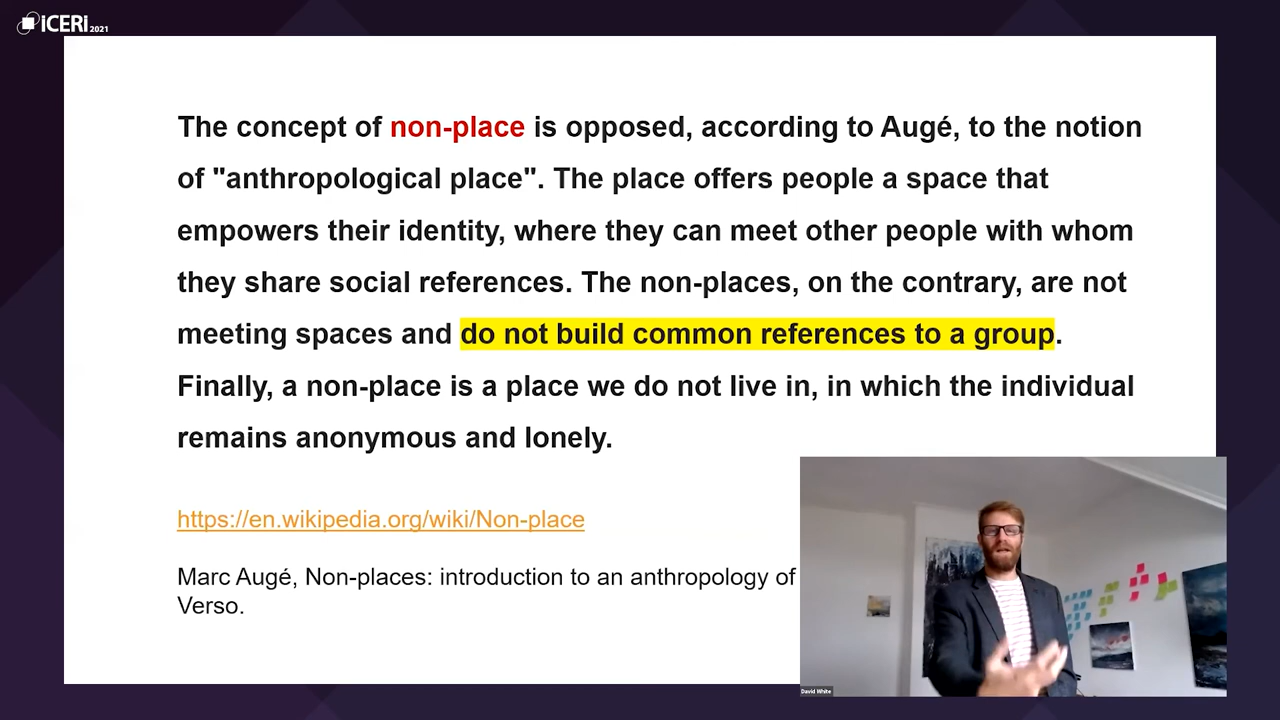 iCERi 2021
The concept of non-place is opposed, according to Augé, to the notion
of "anthropological place". The place offers people a space that
empowers their identity, where they can meet other people with whom
they share social references. The non-places, on the contrary, are not
meeting spaces and do not build common references to a group.
Finally, a non-place is a place we do not live in, in which the individual
remains anonymous and lonely.
https://en.wikipedia.org/wiki/Non-place
Marc Augé, Non-places: introduction to an anthropology of
Verso.
David White